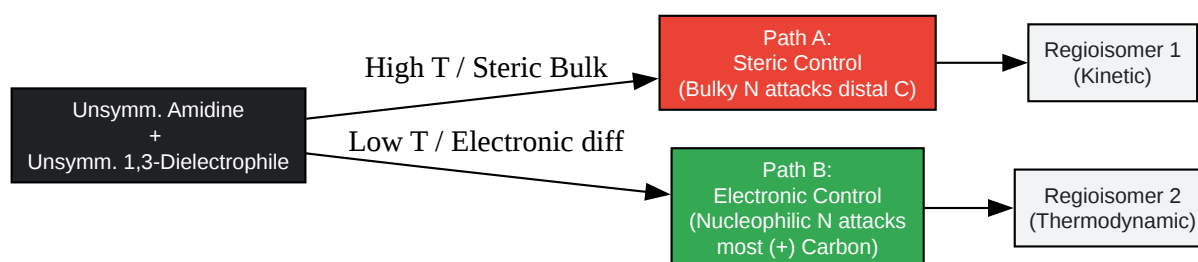 Unsymm. Amidine
+
Unsymm. 1,3-Dielectrophile
High T / Steric Bulk
Low T / Electronic diff
Path A:
Steric Control
(Bulky N attacks distal C)
Path B:
Electronic Control
(Nucleophilic N attacks
most (+) Carbon)
Regioisomer 1
(Kinetic)
Regioisomer 2
(Thermodynamic)